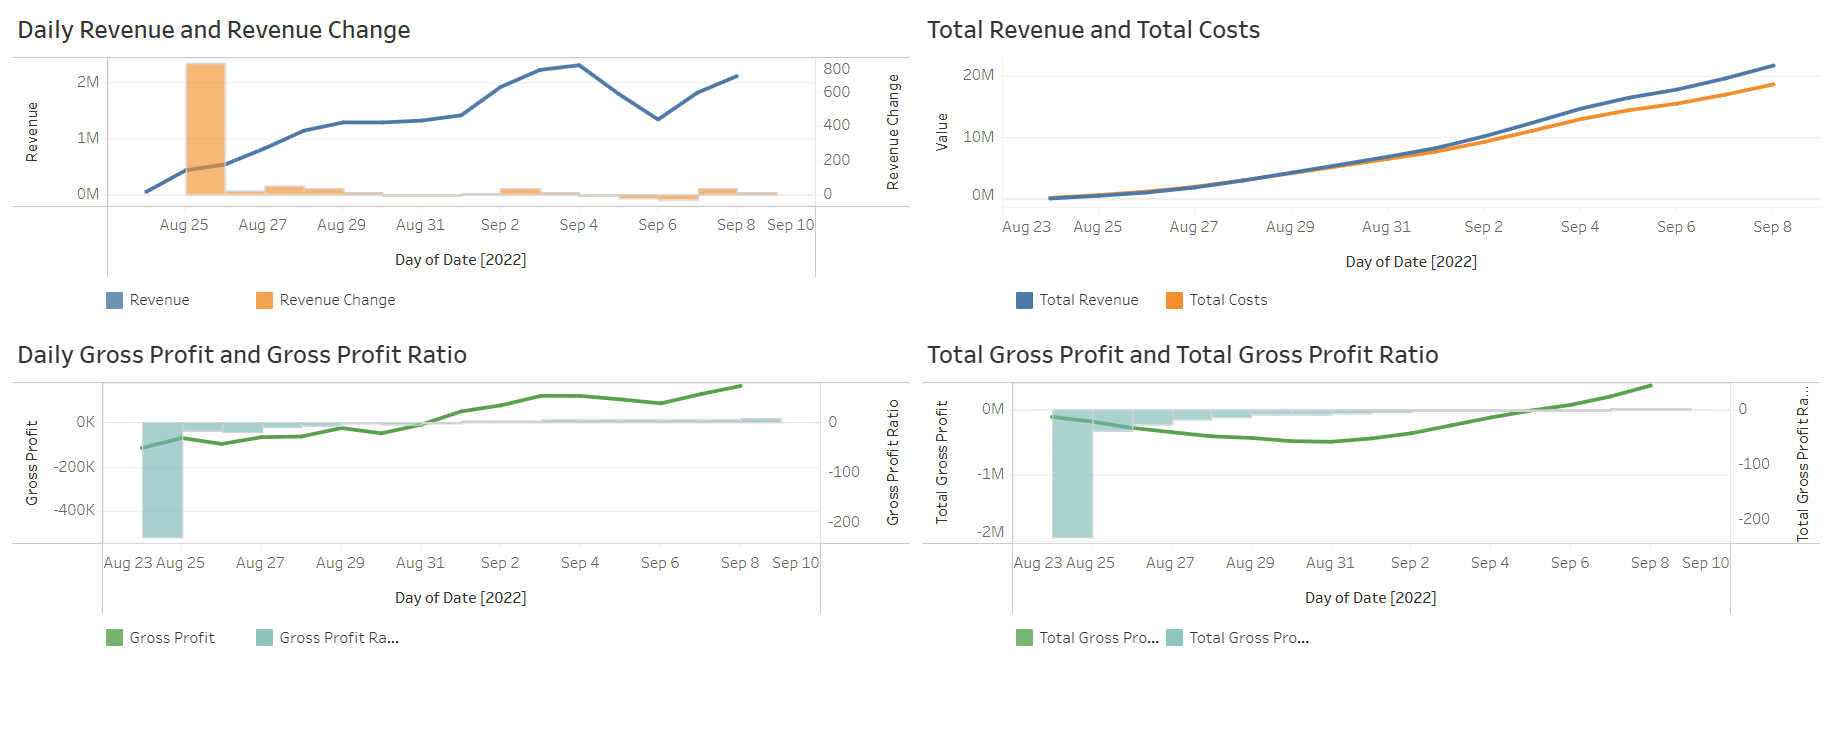 Daily Revenue and Revenue Change
Revenue
2M
1M
0M
800
600
400
200
0
Revenue Change
Aug 25 Aug 27 Aug 29 Aug 31 Sep 2 Sep 4 Sep 6 Sep 8 Sep 10
Day of Date [2022]
Revenue Revenue Change
Total Revenue and Total Costs
Value
20M
10M
0M
Aug 23 Aug 25 Aug 27 Aug 29 Aug 31 Sep 2 Sep 4 Sep 6 Sep 8
Day of Date [2022]
Total Revenue Total Costs
Daily Gross Profit and Gross Profit Ratio
Gross Profit
0K
-200K
-400K
0
-100
-200
Gross Profit Ratio
Aug 23 Aug 25 Aug 27 Aug 29 Aug 31 Sep 2 Sep 4 Sep 6 Sep 8 Sep 10
Day of Date [2022]
Gross Profit Gross Profit Ra...
Total Gross Profit and Total Gross Profit Ratio
Total Gross Profit
0M
-1M
-2M
0
-100
-200
Total Gross Profit Ra...
Aug 23 Aug 25 Aug 27 Aug 29 Aug 31 Sep 2 Sep 4 Sep 6 Sep 8 Sep 10
Day of Date [2022]
Total Gross Pro... Total Gross Pro...